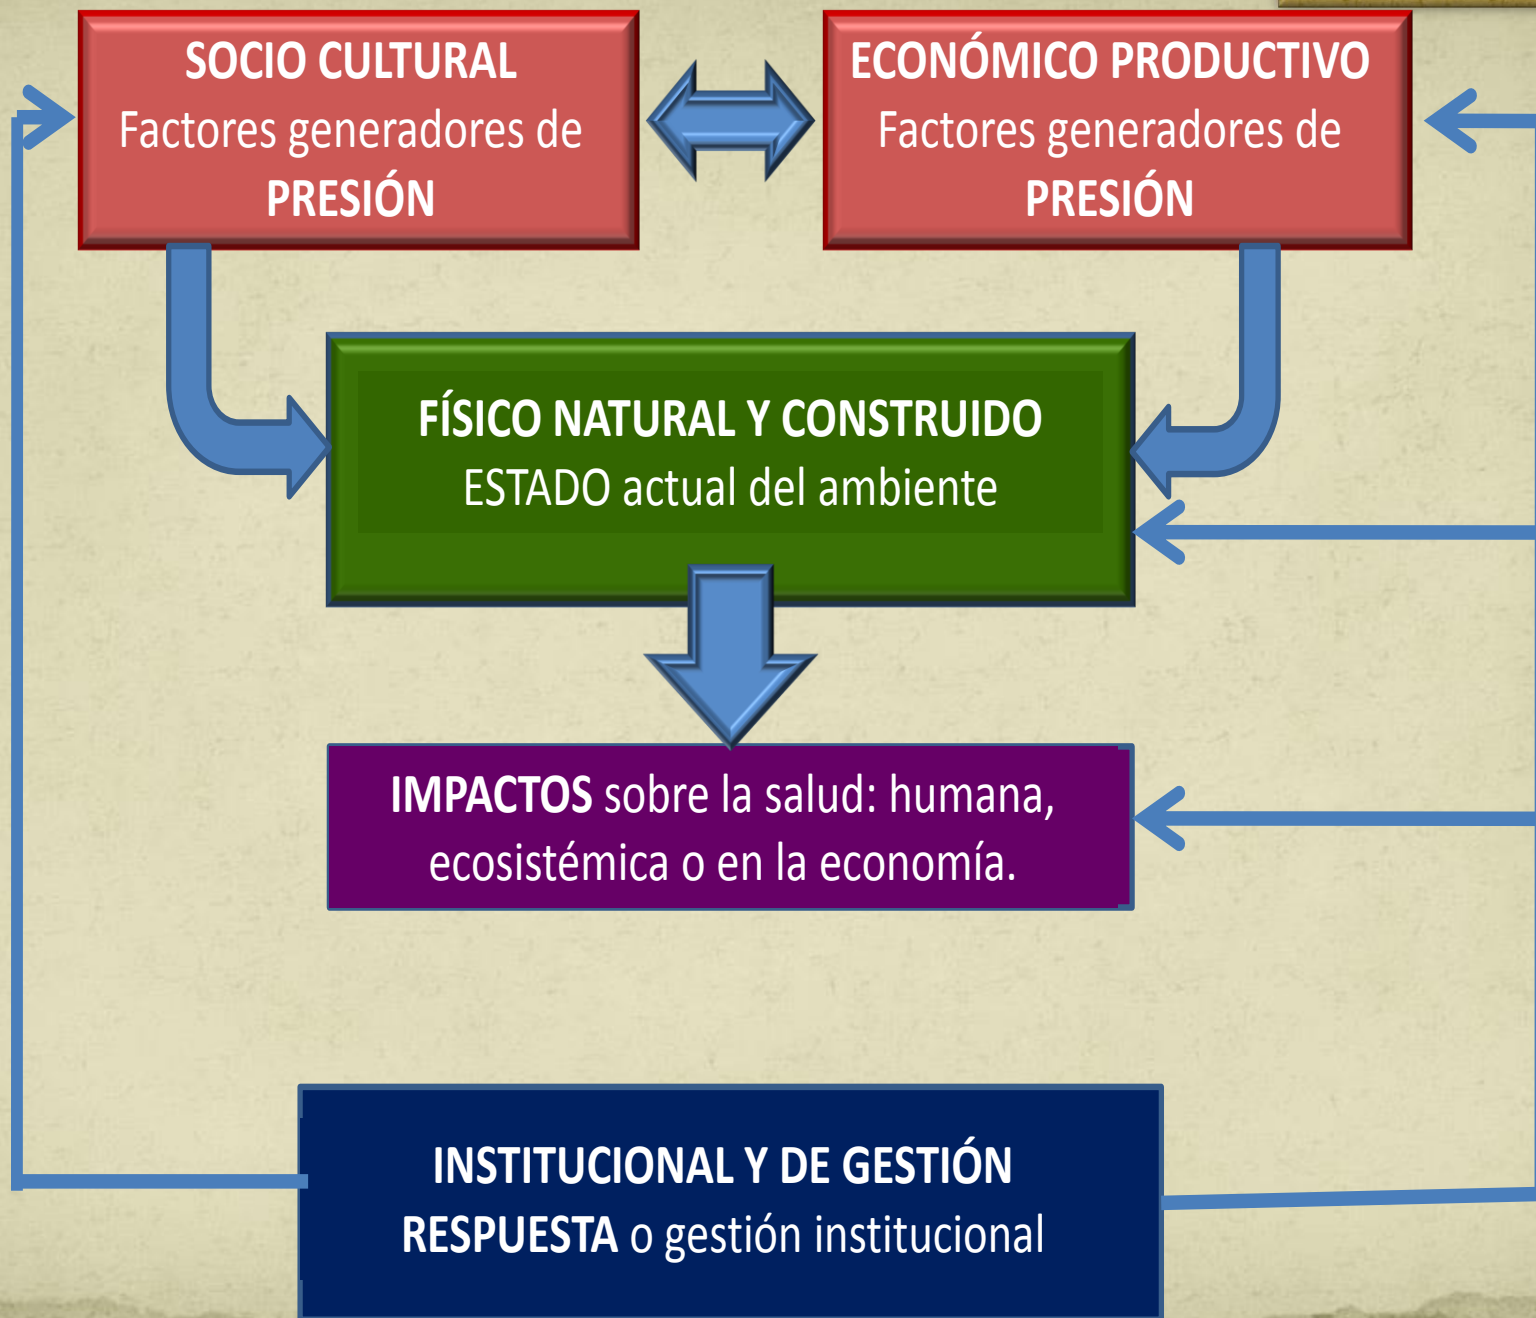 SOCIO CULTURAL
Factores generadores de
PRESIÓN
ECONÓMICO PRODUCTIVO
Factores generadores de
PRESIÓN
FÍSICO NATURAL Y CONSTRUIDO
ESTADO actual del ambiente
IMPACTOS sobre la salud: humana,
ecosistémica o en la economía.
INSTITUCIONAL Y DE GESTIÓN
RESPUESTA o gestión institucional